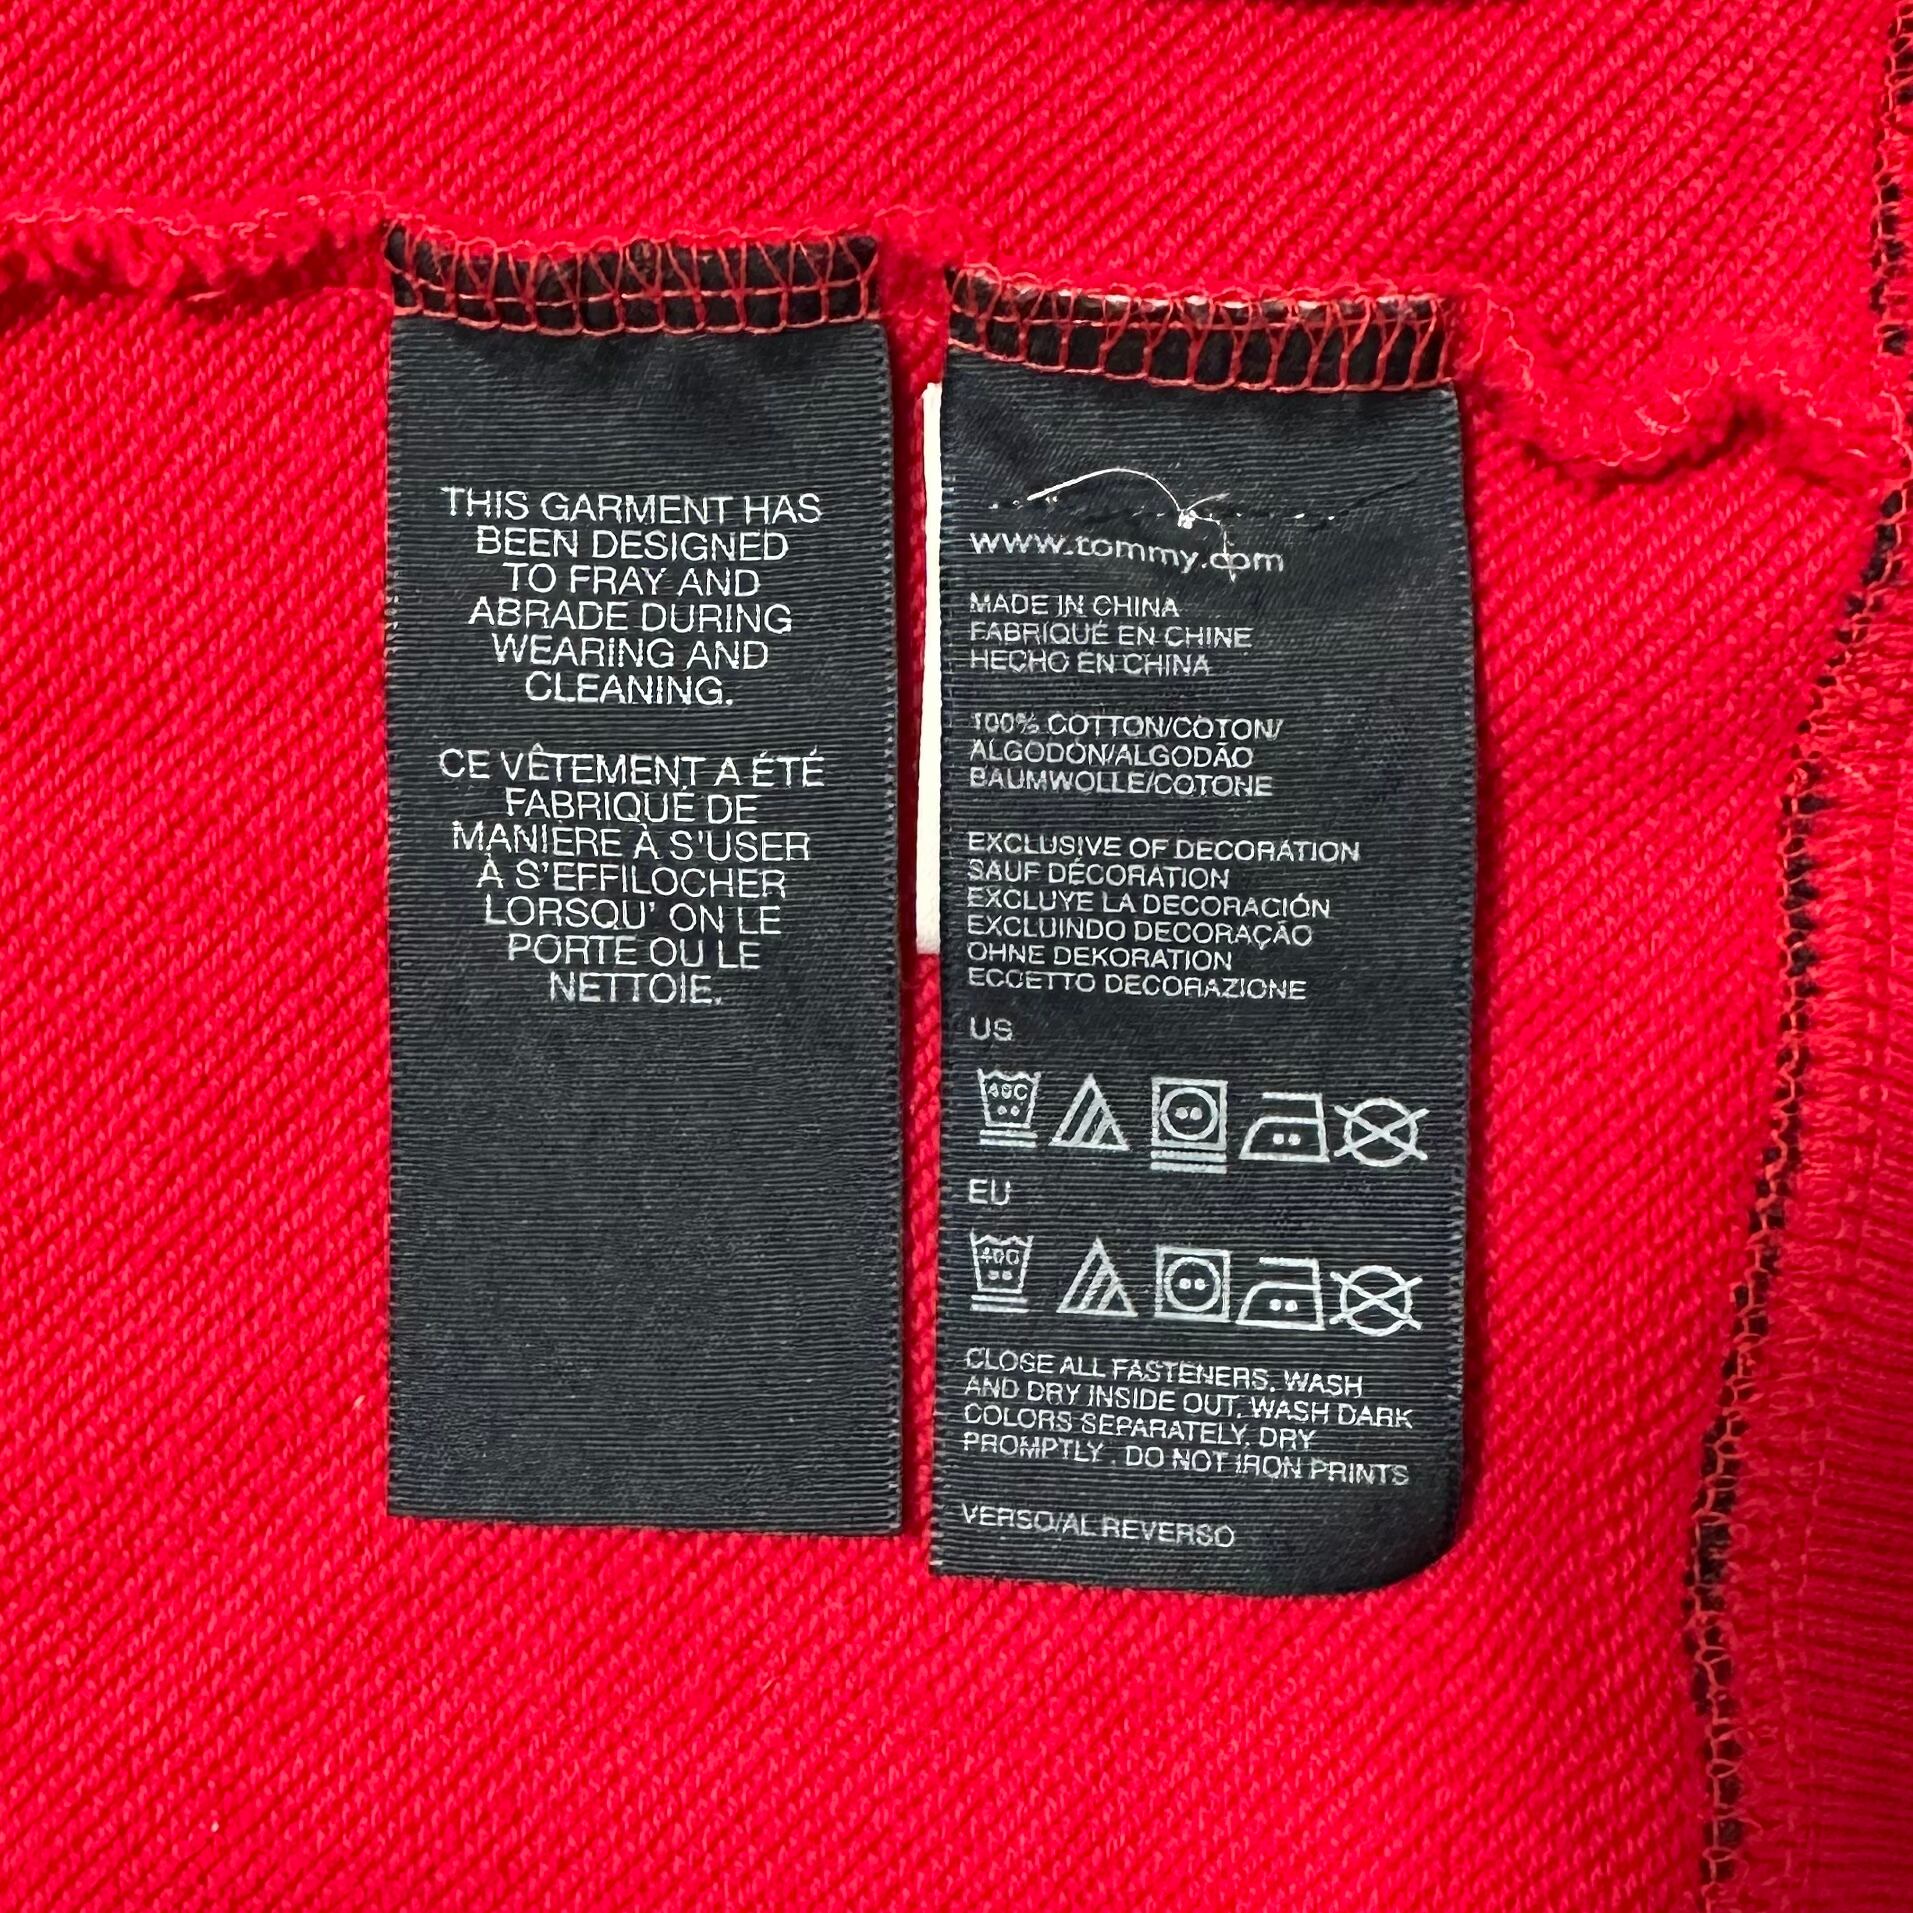 THIS GARMENT HAS
BEEN DESIGNED
TO FRAY AND
ABRADE DURING
WEARING AND
CLEANING.
CE VÊTEMENT A ÉTÉ
FABRIQUÉ DE
MANIERE À S'USER
À S'EFFILOCHER
LORSQU' ON LE
PORTE OU LE
NETTOIE.
www.tommy.com
MADE IN CHINA
FABRIQUÉ EN CHINE
HECHO EN CHINA
100% COTTON/COTON/
ALGODÓN/ALGODÃO
BAUMWOLLE/COTONE
EXCLUSIVE OF DECORATION
SAUF DÉCORATION
EXCLUYE LA DECORACIÓN
EXCLUINDO DECORAÇÃO
OHNE DEKORATION
ECCETTO DECORAZIONE
US
40C
EU
40C
CLOSE ALL FASTENERS, WASH
AND DRY INSIDE OUT, WASH DARK
COLORS SEPARATELY, DRY
PROMPTLY . DO NOT IRON PRINTS
VERSO/AL REVERSO